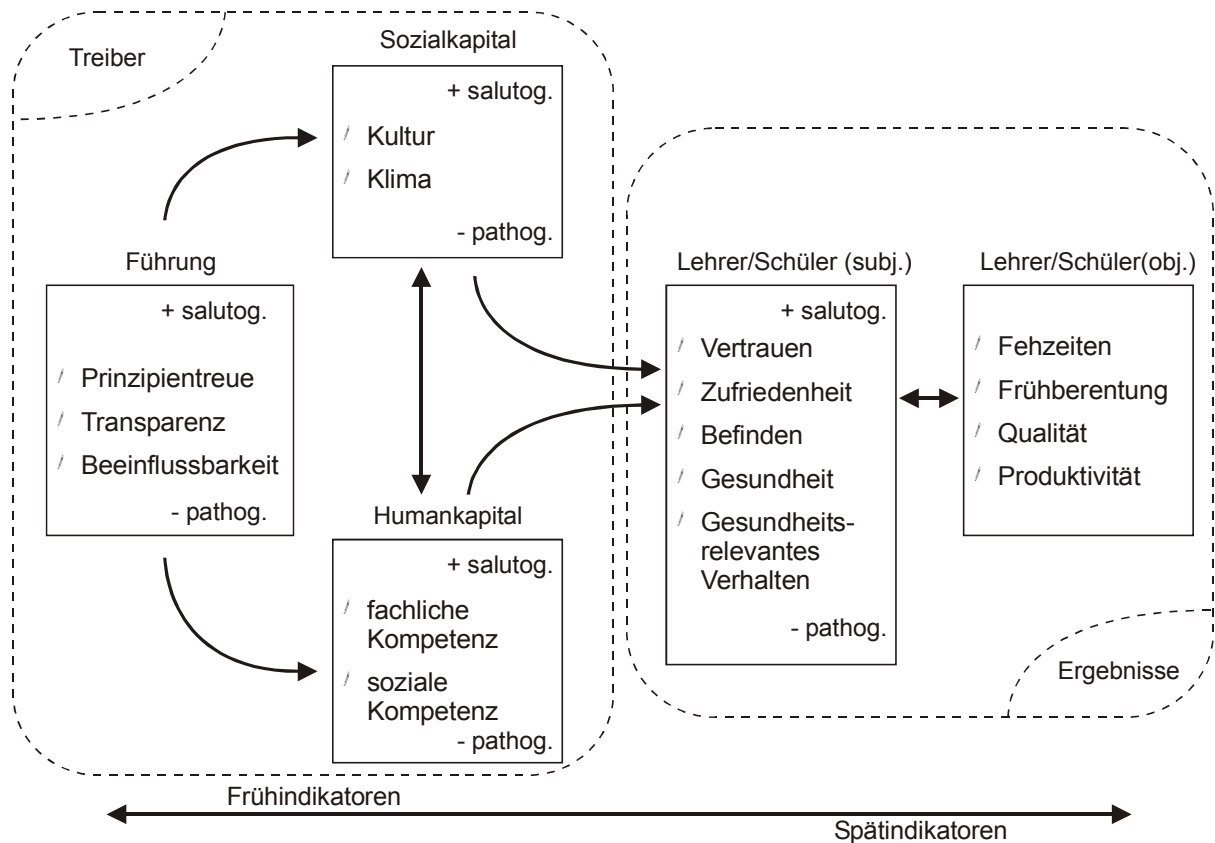 Treiber
Sozialkapital
+ salutog.
Kultur
Klima
- pathog.
Führung
+ salutog.
Prinzipientreue
Transparenz
Beeinflussbarkeit
- pathog.
Humankapital
+ salutog.
fachliche
Kompetenz
soziale
Kompetenz
- pathog.
Lehrer/Schüler (subj.)
+ salutog.
Vertrauen
Zufriedenheit
Befinden
Gesundheit
Gesundheits-
relevantes
Verhalten
- pathog.
Lehrer/Schüler(obj.)
Fehzeiten
Frühberentung
Qualität
Produktivität
Ergebnisse
Frühindikatoren
Spätindikatoren